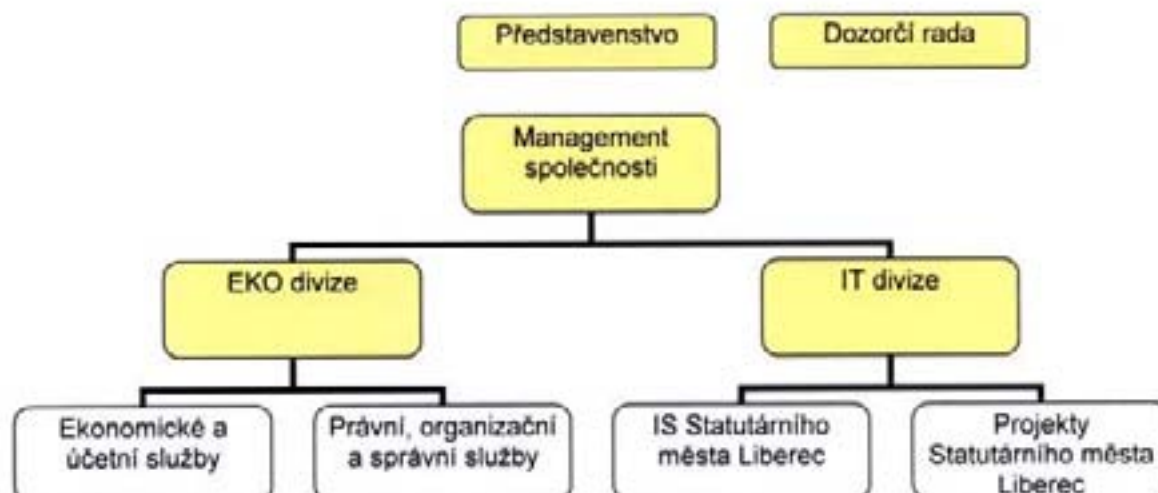 Představenstvo
Dozorčí rada
Management
společnosti
EKO divize
IT divize
Ekonomické a
účetní služby
Právní, organizační
a správní služby
IS Statutárního
města Liberec
Projekty
Statutárního města
Liberec